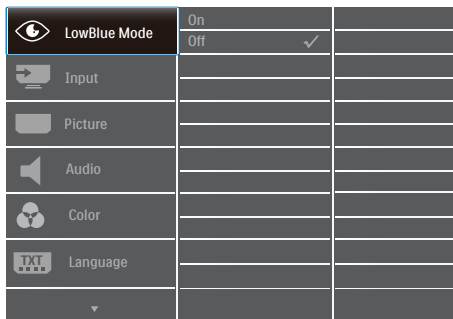 LowBlue Mode
On
Off
Input
Picture
Audio
Color
TXT
Language